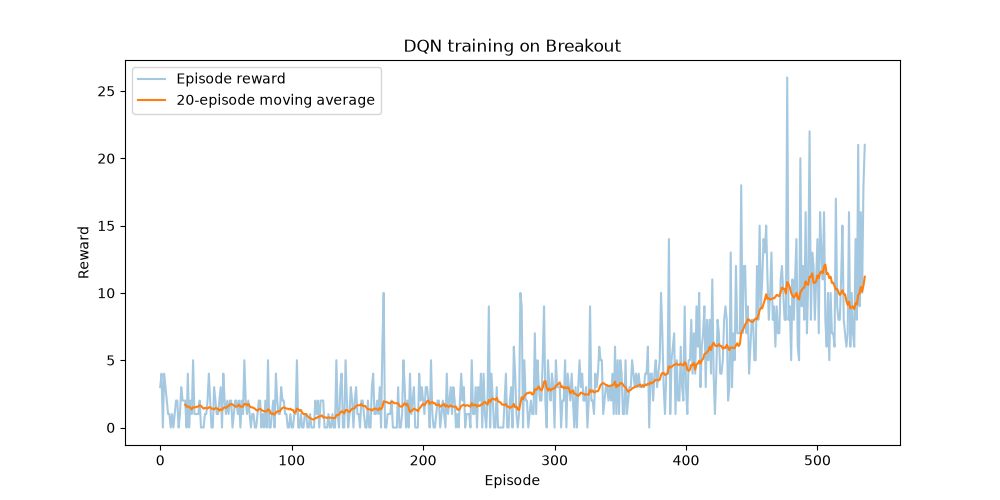 DQN training on Breakout
Episode reward
20-episode moving average
25
20
15
10
5
0
Reward
0 100 200 300 400 500
Episode